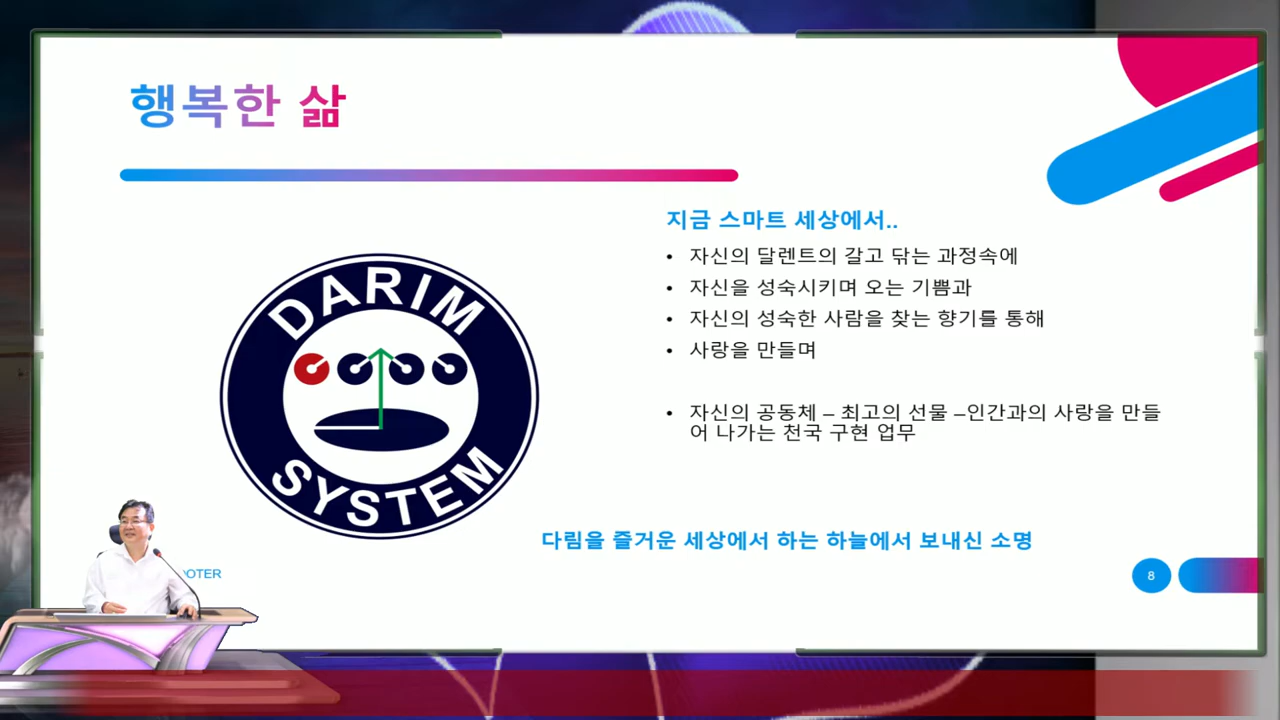 행복한 삶
지금 스마트 세상에서..
• 자신의 달렌트의 갈고 닦는 과정속에
• 자신을 성숙시키며 오는 기쁨과
• 자신의 성숙한 사람을 찾는 향기를 통해
• 사랑을 만들며
• 자신의 공동체 – 최고의 선물 –인간과의 사랑을 만들
어 나가는 천국 구현 업무
DARIM
SYSTEM
다림을 즐거운 세상에서 하는 하늘에서 보내신 소명
OTER
8